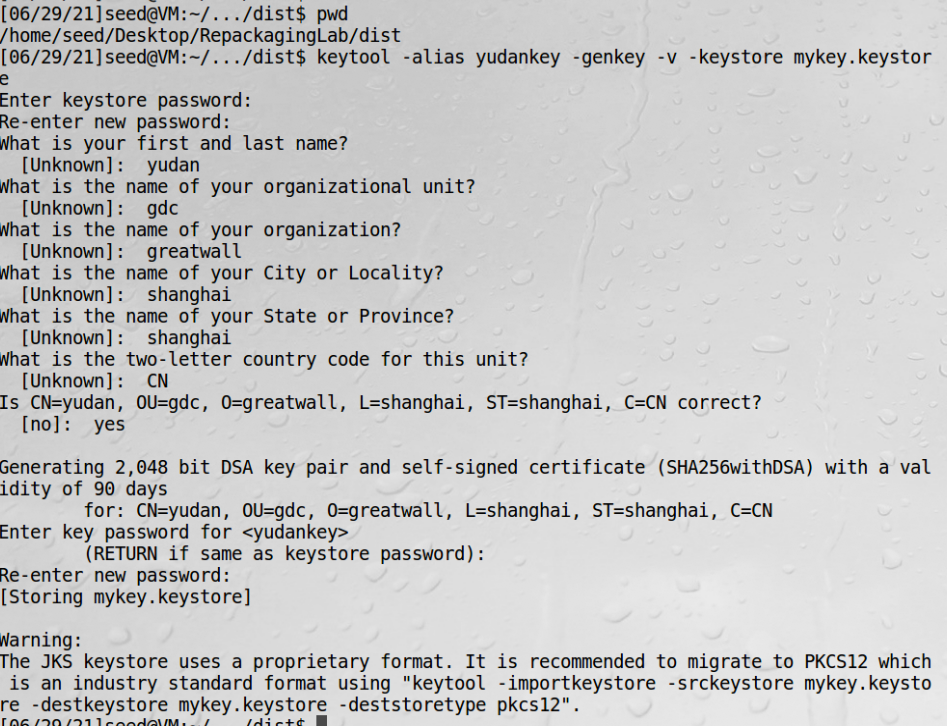 [06/29/21]seed@VM:~/.../dist$ pwd
/home/seed/Desktop/RepackagingLab/dist
[06/29/21]seed@VM:~/.../dist$ keytool -alias yudankey -genkey -v -keystore mykey.keystor
e
Enter keystore password:
Re-enter new password:
What is your first and last name?
  [Unknown]:  yudan
What is the name of your organizational unit?
  [Unknown]:  gdc
What is the name of your organization?
  [Unknown]:  greatwall
What is the name of your City or Locality?
  [Unknown]:  shanghai
What is the name of your State or Province?
  [Unknown]:  shanghai
What is the two-letter country code for this unit?
  [Unknown]:  CN
Is CN=yudan, OU=gdc, O=greatwall, L=shanghai, ST=shanghai, C=CN correct?
  [no]:  yes

Generating 2,048 bit DSA key pair and self-signed certificate (SHA256withDSA) with a val
idity of 90 days
        for: CN=yudan, OU=gdc, O=greatwall, L=shanghai, ST=shanghai, C=CN
Enter key password for <yudankey>
        (RETURN if same as keystore password):
Re-enter new password:
[Storing mykey.keystore]

Warning:
The JKS keystore uses a proprietary format. It is recommended to migrate to PKCS12 which
 is an industry standard format using "keytool -importkeystore -srckeystore mykey.keysto
re -destkeystore mykey.keystore -deststoretype pkcs12".
[06/29/21]seed@VM:~/.../dist$